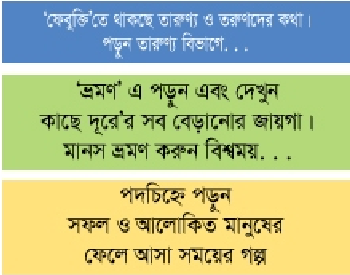 ‘ফেবুক্তি’তে থাকছে তারুণ্য ও তরুণদের কথা।
পড়ুন তারুণ্য বিভাগে. . .
‘ভ্রমণ’ এ পড়ুন এবং দেখুন
কাছে দূরে’র সব বেড়ানোর জায়গা।
মানস ভ্রমণ করুন বিশ্বময়. . .
পদচিহ্নে পড়ুন
সফল ও আলোকিত মানুষের
ফেলে আসা সময়ের গল্প